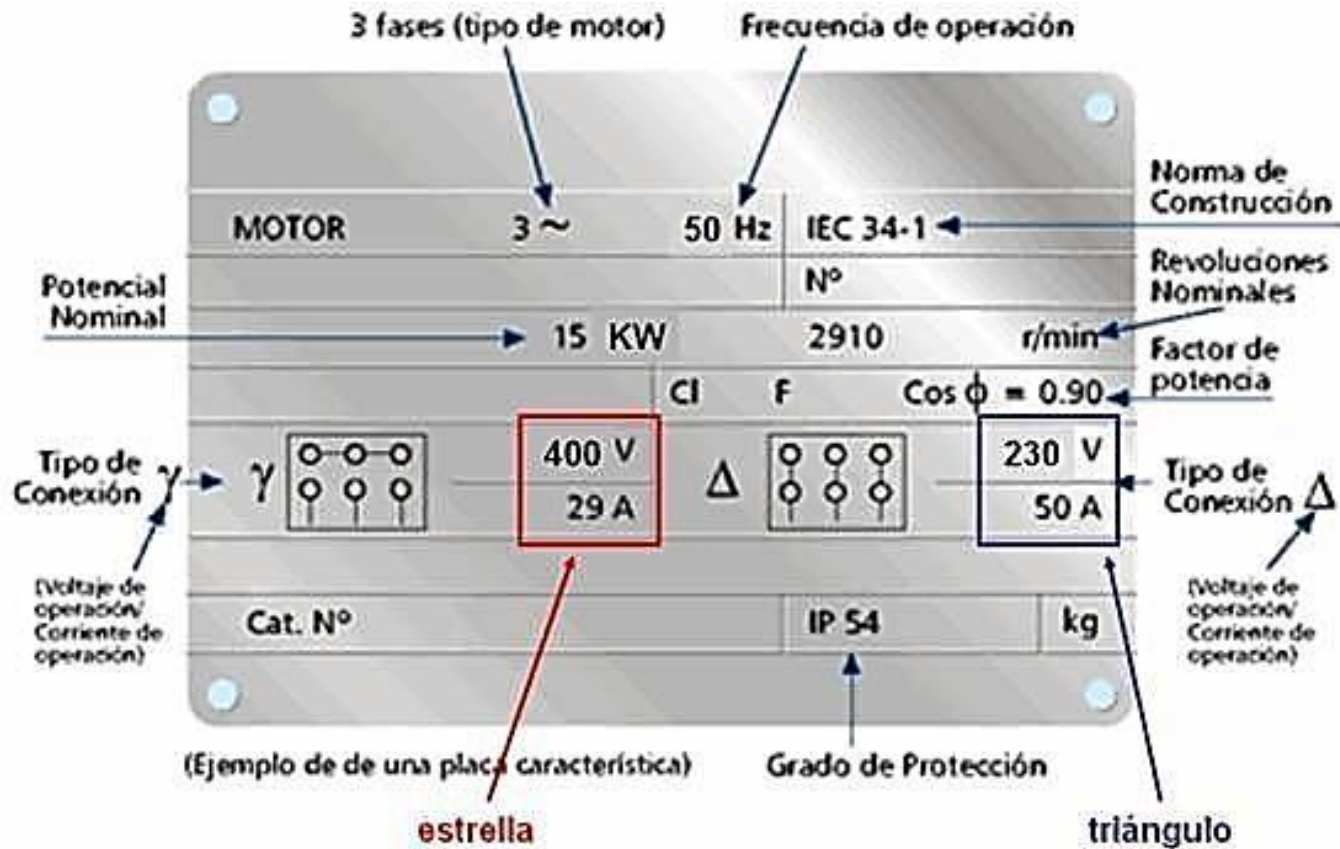 3 fases (tipo de motor)
Frecuencia de operación
Norma de
Construcción
MOTOR 3 ~ 50 Hz IEC 34-1
Nº
Revoluciones
Nominales
Potencial
Nominal
15 KW 2910 r/min
Factor de
potencia
Cl F Cos ϕ = 0.90
Tipo de
Conexión γ
γ 400 V
29 A
Δ 230 V
50 A
Tipo de
Conexión Δ
(Voltaje de
operación/
Corriente de
operación)
(Voltaje de
operación/
Corriente de
operación)
Cat. Nº IP 54 kg
(Ejemplo de de una placa característica)
Grado de Protección
estrella
triángulo